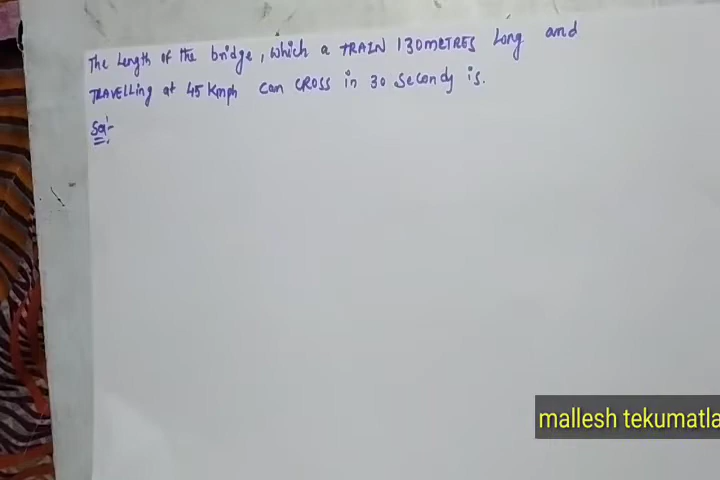 The Length of the bridge, which a TRAIN 130METRES Long and
TRAVELLing at 45 Kmph can CROSS in 30 Seconds is.
Sol:-
mallesh tekumatla